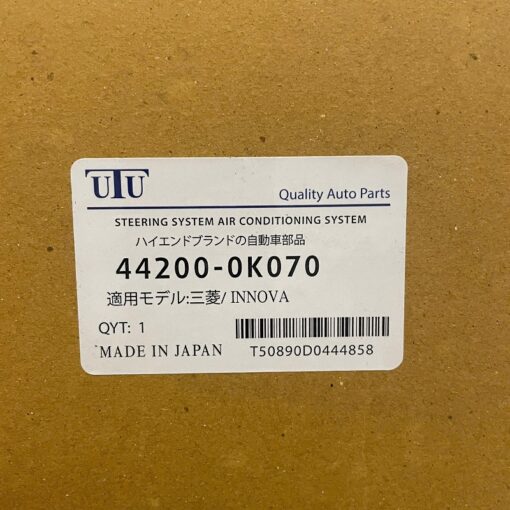 UTU
Quality Auto Parts
STEERING SYSTEM AIR CONDITIONING SYSTEM
ハイエンドブランドの自動車部品
44200-0K070
適用モデル:三菱/ INNOVA
QYT: 1
MADE IN JAPAN
T50890D0444858